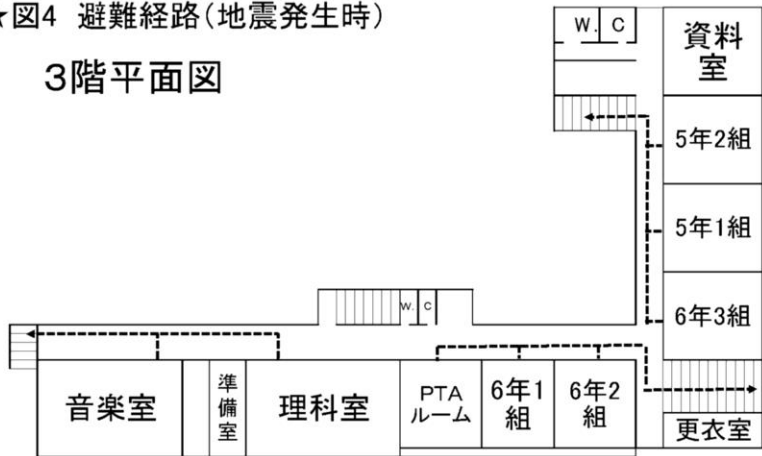 ★図4 避難経路(地震発生時)
3階平面図
W. C
資料
室
5年2組
5年1組
6年3組
W. C
音楽室
準
備
室
理科室
PTA
ルーム
6年1
組
6年2
組
更衣室